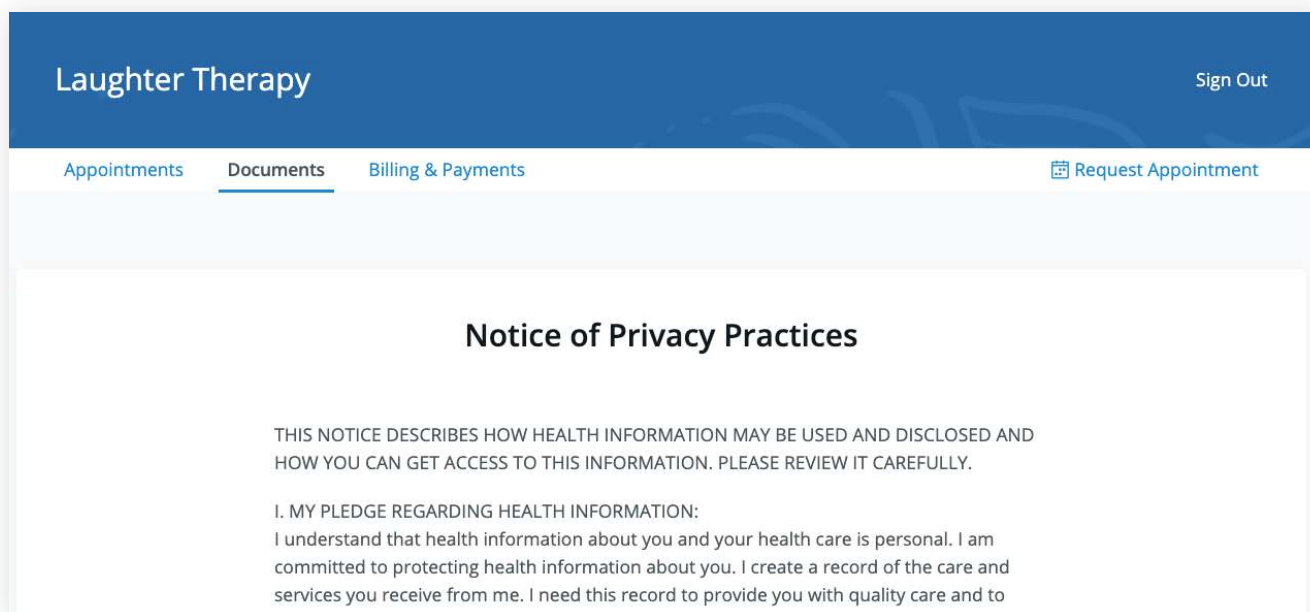 Laughter Therapy
Sign Out
Appointments
Documents
Billing & Payments
Request Appointment
Notice of Privacy Practices
THIS NOTICE DESCRIBES HOW HEALTH INFORMATION MAY BE USED AND DISCLOSED AND
HOW YOU CAN GET ACCESS TO THIS INFORMATION. PLEASE REVIEW IT CAREFULLY.
I. MY PLEDGE REGARDING HEALTH INFORMATION:
I understand that health information about you and your health care is personal. I am
committed to protecting health information about you. I create a record of the care and
services you receive from me. I need this record to provide you with quality care and to